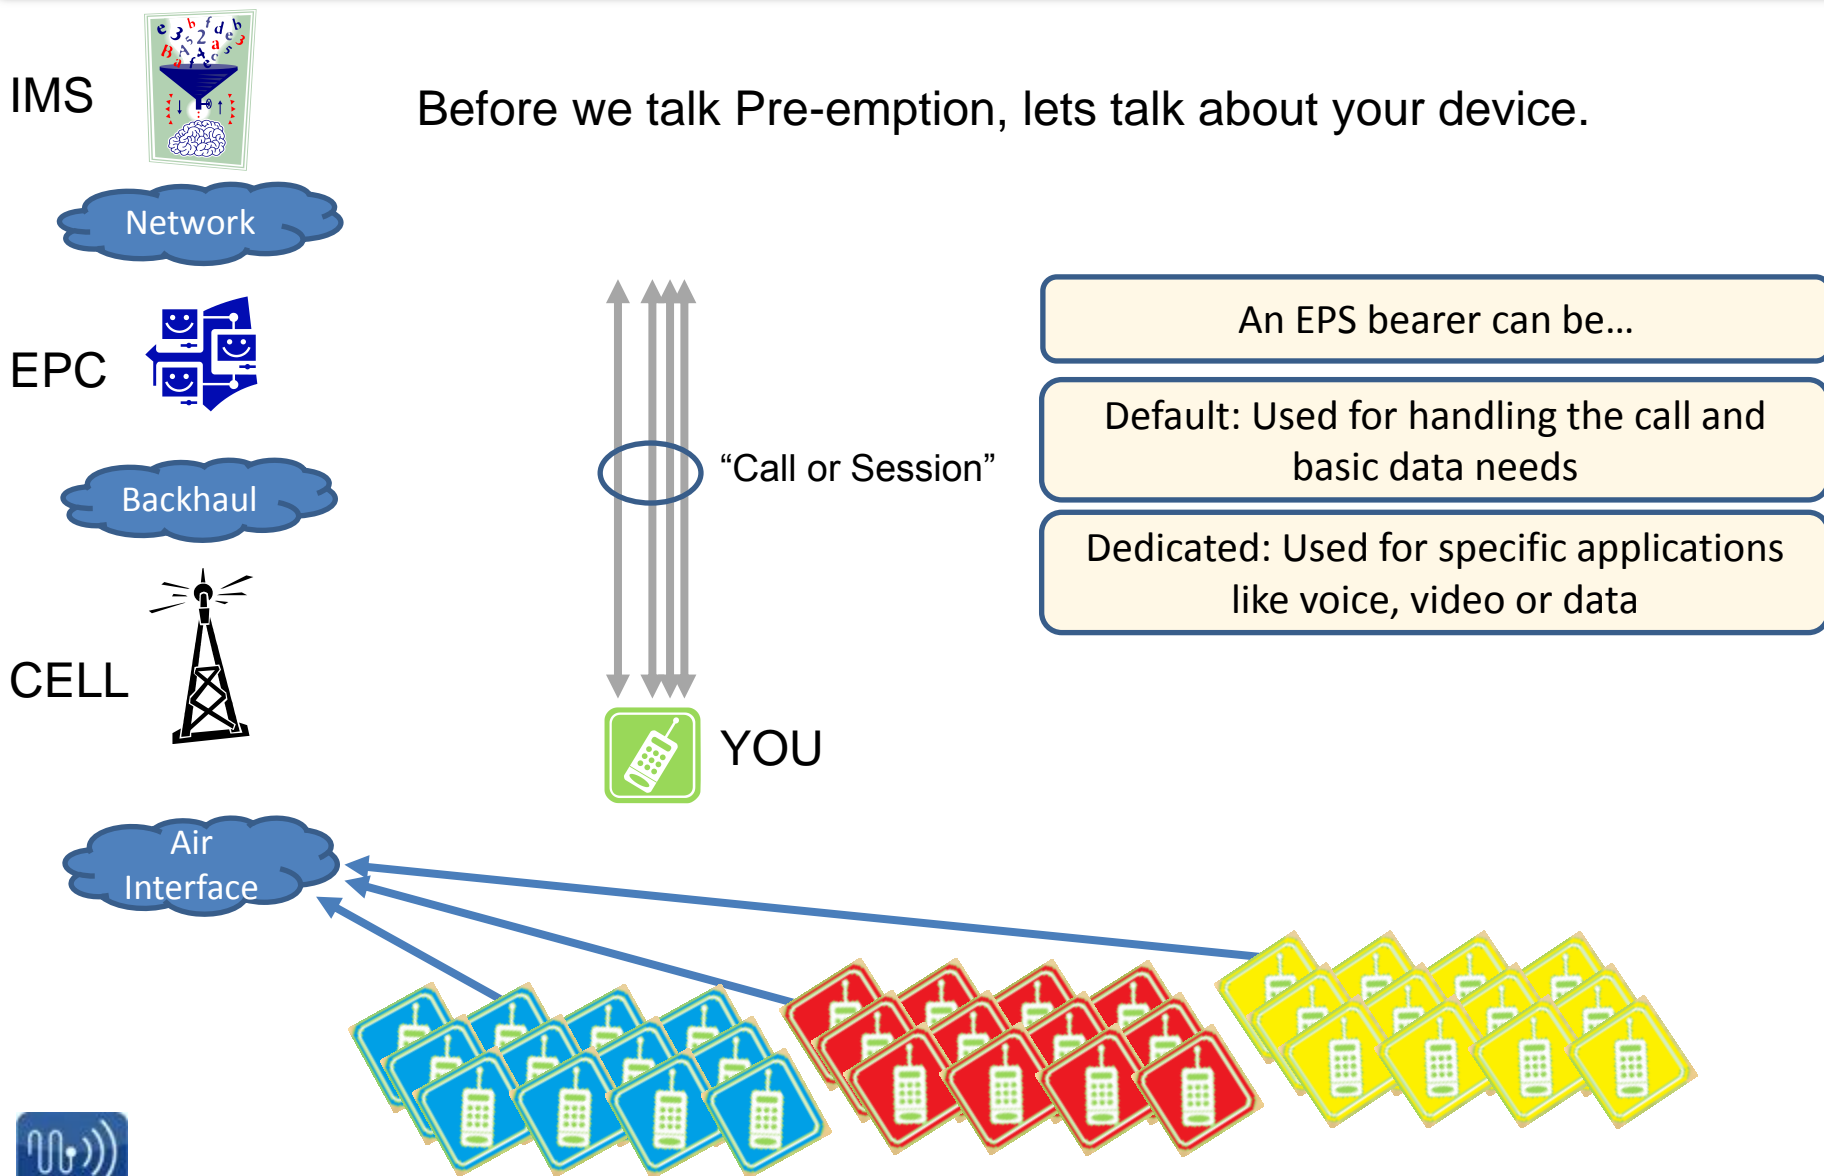 IMS
Before we talk Pre-emption, lets talk about your device.
Network
EPC
An EPS bearer can be...
Default: Used for handling the call and
basic data needs
“Call or Session”
Backhaul
Dedicated: Used for specific applications
like voice, video or data
CELL
YOU
Air
Interface